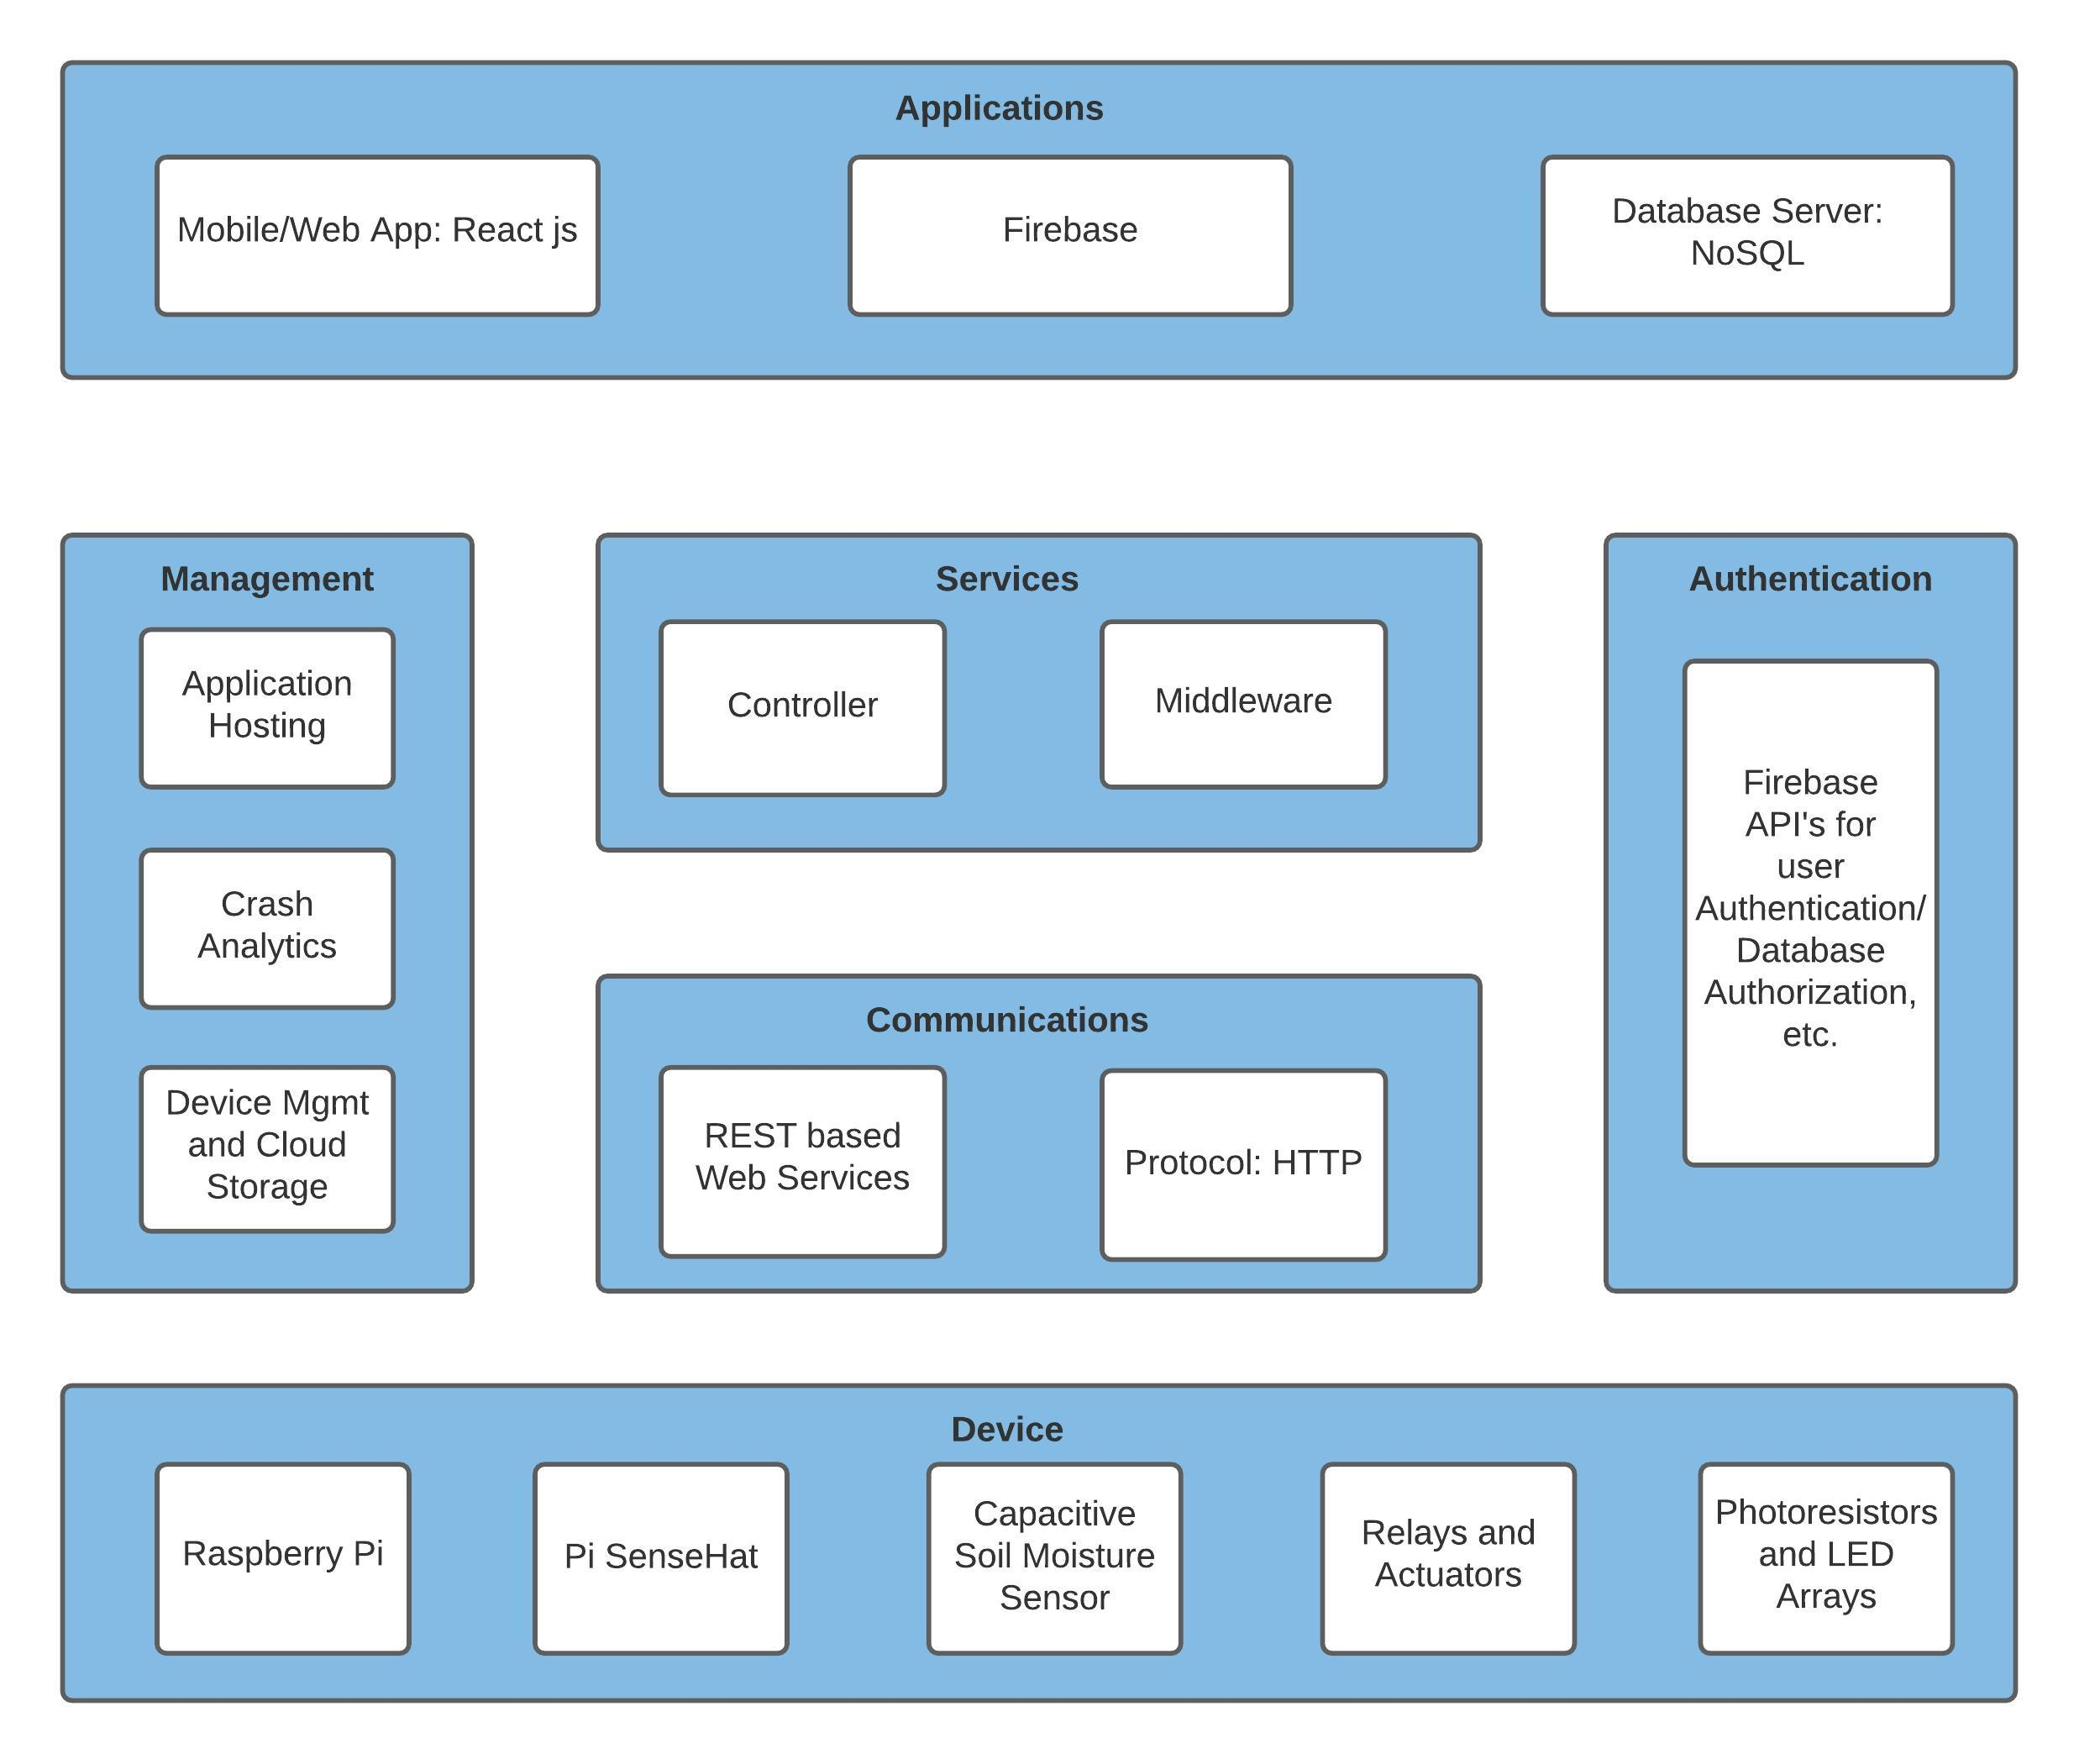 Applications
Mobile/Web App: React js
Firebase
Database Server:
NoSQL
Management
Application
Hosting
Crash
Analytics
Device Mgmt
and Cloud
Storage
Services
Controller
Middleware
Communications
REST based
Web Services
Protocol: HTTP
Authentication
Firebase
API's for
user
Authentication/
Database
Authorization,
etc.
Device
Raspberry Pi
Pi SenseHat
Capacitive
Soil Moisture
Sensor
Relays and
Actuators
Photoresistors
and LED
Arrays